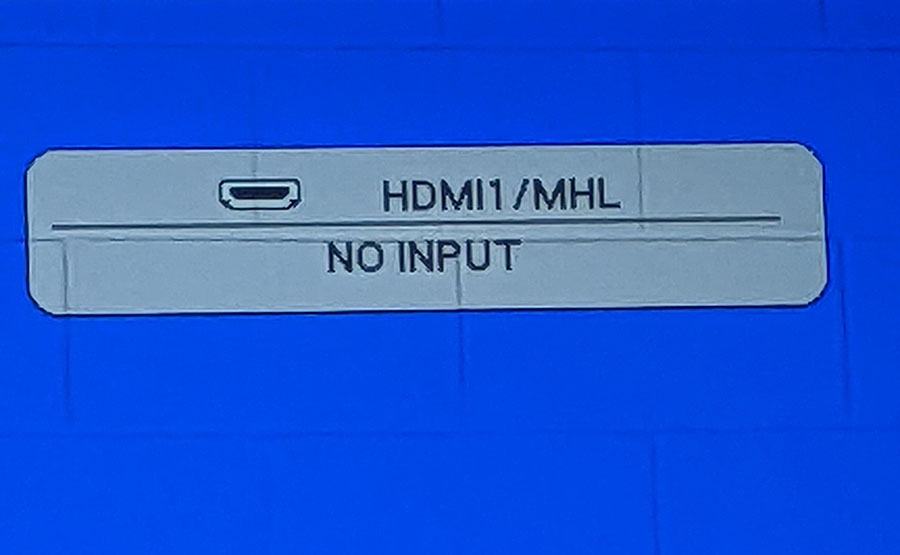 HDMI1/MHL
NO INPUT